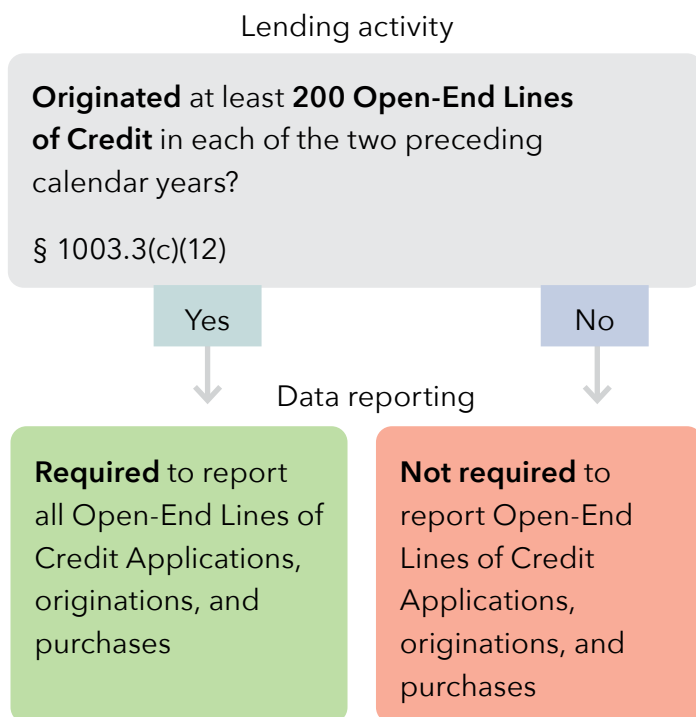 Lending activity
Originated at least 200 Open-End Lines
of Credit in each of the two preceding
calendar years?
§ 1003.3(c)(12)
Yes
No
Data reporting
Required to report
all Open-End Lines of
Credit Applications,
originations, and
purchases
Not required to
report Open-End
Lines of Credit
Applications,
originations, and
purchases